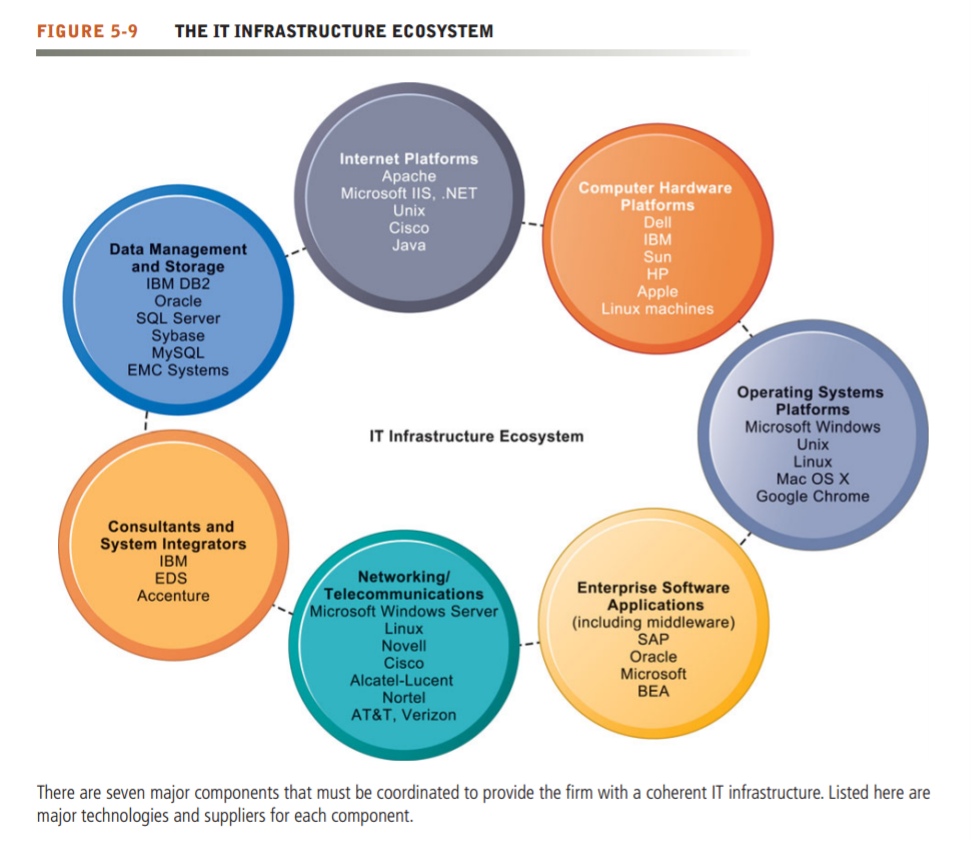 FIGURE 5-9 THE IT INFRASTRUCTURE ECOSYSTEM
Internet Platforms
Apache
Microsoft IIS, .NET
Unix
Cisco
Java
Computer Hardware
Platforms
Dell
IBM
Sun
HP
Apple
Linux machines
Data Management
and Storage
IBM DB2
Oracle
SQL Server
Sybase
MySQL
EMC Systems
Operating Systems
Platforms
Microsoft Windows
Unix
Linux
Mac OS X
Google Chrome
IT Infrastructure Ecosystem
Consultants and
System Integrators
IBM
EDS
Accenture
Networking/
Telecommunications
Microsoft Windows Server
Linux
Novell
Cisco
Alcatel-Lucent
Nortel
AT&T, Verizon
Enterprise Software
Applications
(including middleware)
SAP
Oracle
Microsoft
BEA
There are seven major components that must be coordinated to provide the firm with a coherent IT infrastructure. Listed here are
major technologies and suppliers for each component.